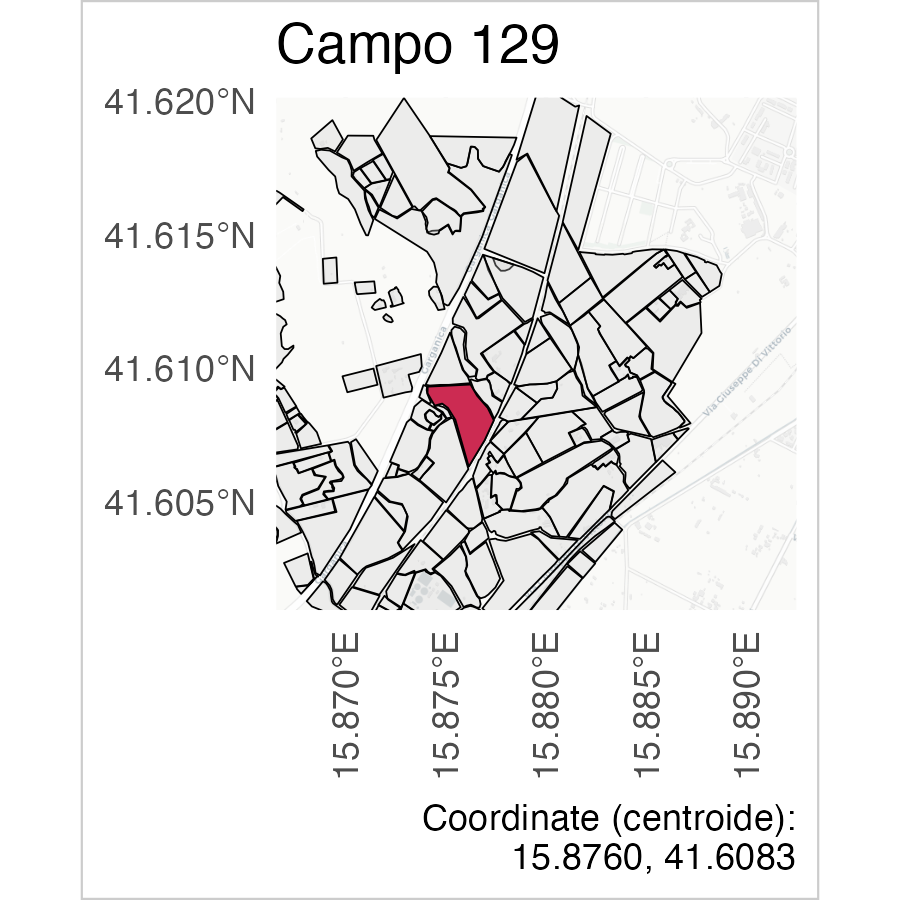 Campo 129
41.620°N
41.615°N
41.610°N
41.605°N
Garganica
Via Giuseppe Di Vittorio
15.870°E
15.875°E
15.880°E
15.885°E
15.890°E
Coordinate (centroide):
15.8760, 41.6083